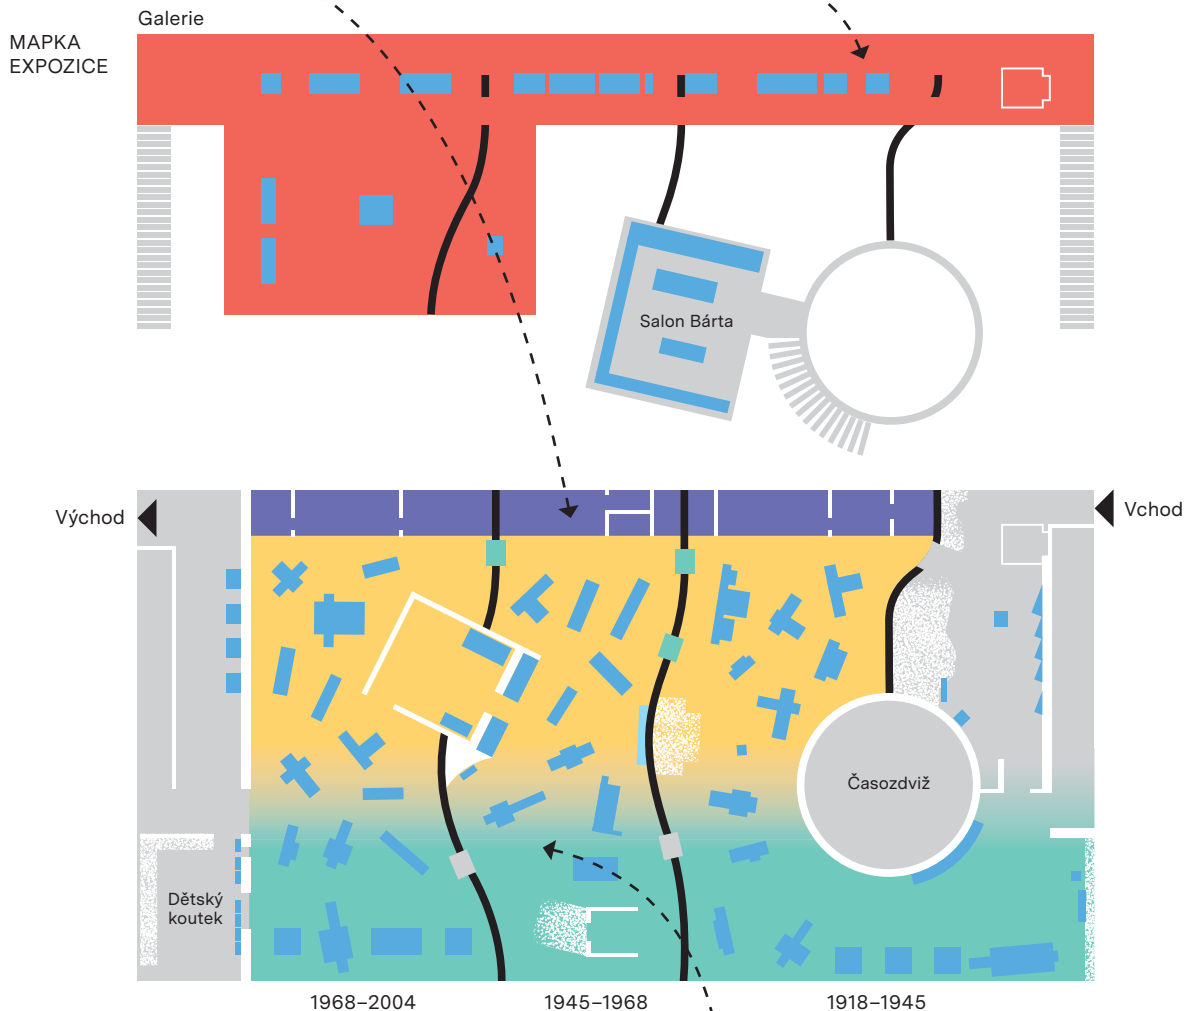 Galerie
MAPKA
EXPOZICE
Salon Bárta
Východ
Vchod
Časozdviž
Dětský
koutek
1968–2004
1945–1968
1918–1945